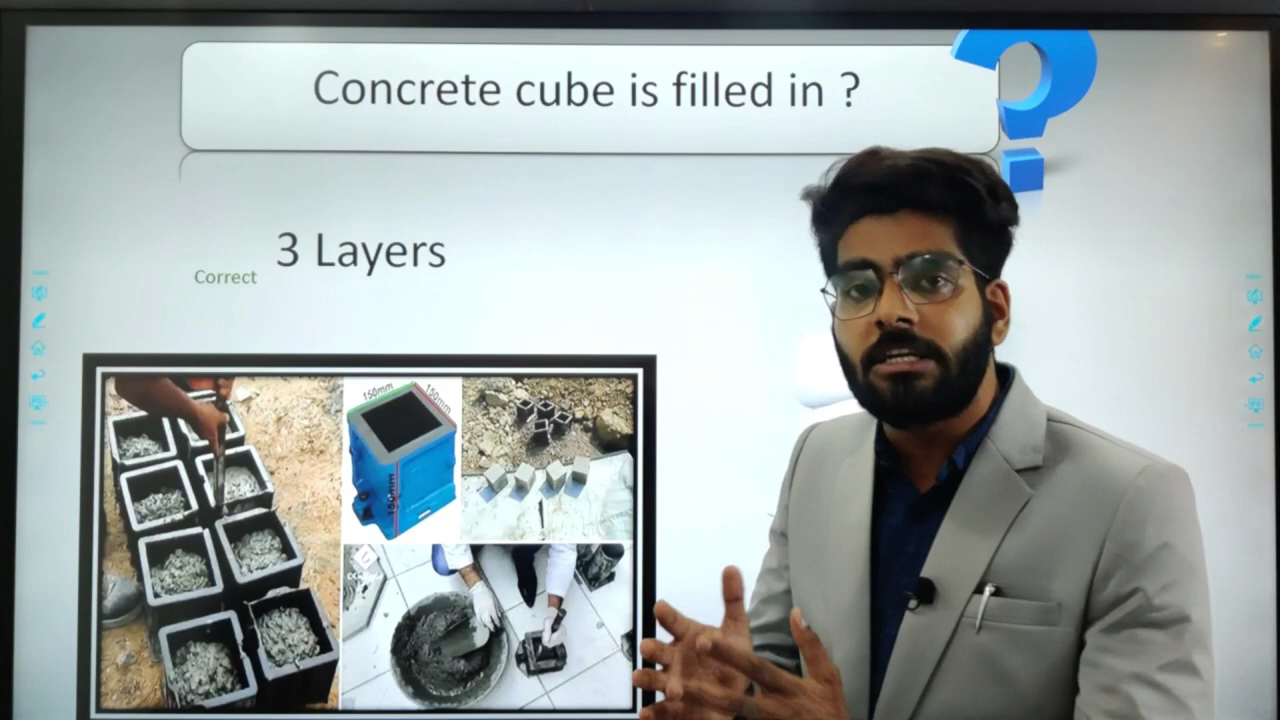 Concrete cube is filled in ?
3 Layers
Correct
150mm
150mm
150mm